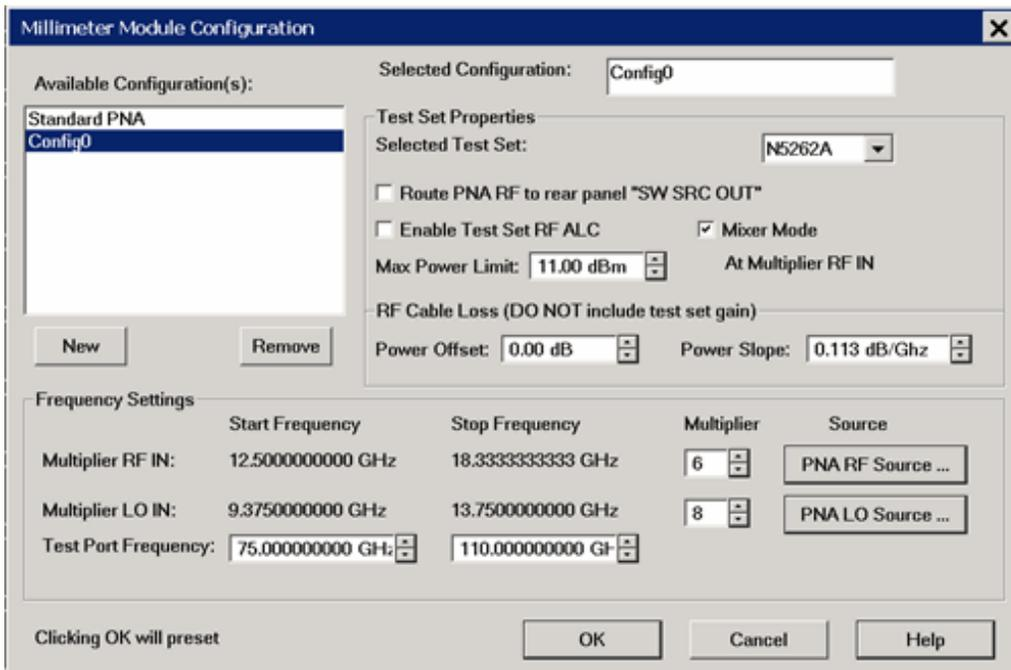 Millimeter Module Configuration
Available Configuration(s):
Standard PNA
Config0
New
Remove
Selected Configuration: Config0
Test Set Properties
Selected Test Set: N5262A
Route PNA RF to rear panel "SW SRC OUT"
Enable Test Set RF ALC Mixer Mode
Max Power Limit: 11.00 dBm At Multiplier RF IN
RF Cable Loss (DO NOT include test set gain)
Power Offset: 0.00 dB Power Slope: 0.113 dB/Ghz
Frequency Settings
Start Frequency Stop Frequency Multiplier Source
Multiplier RF IN: 12.5000000000 GHz 18.3333333333 GHz 6 PNA RF Source ...
Multiplier LO IN: 9.3750000000 GHz 13.7500000000 GHz 8 PNA LO Source ...
Test Port Frequency: 75.000000000 GHz 110.000000000 GH
Clicking OK will preset OK Cancel Help